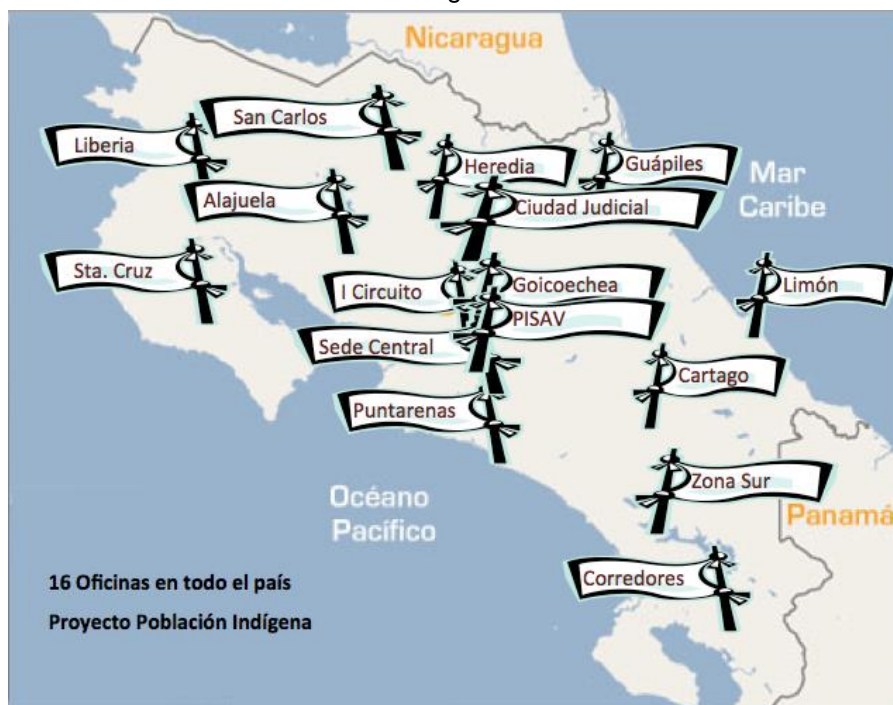 Nicaragua
San Carlos
Liberia
Heredia
Guápiles
Alajuela
Ciudad Judicial
Mar
Caribe
Sta. Cruz
I Circuito
Goicoechea
Limón
PISAV
Sede Central
Cartago
Puntarenas
Zona Sur
Océano
Pacífico
Panamá
Corredores
16 Oficinas en todo el país
Proyecto Población Indígena